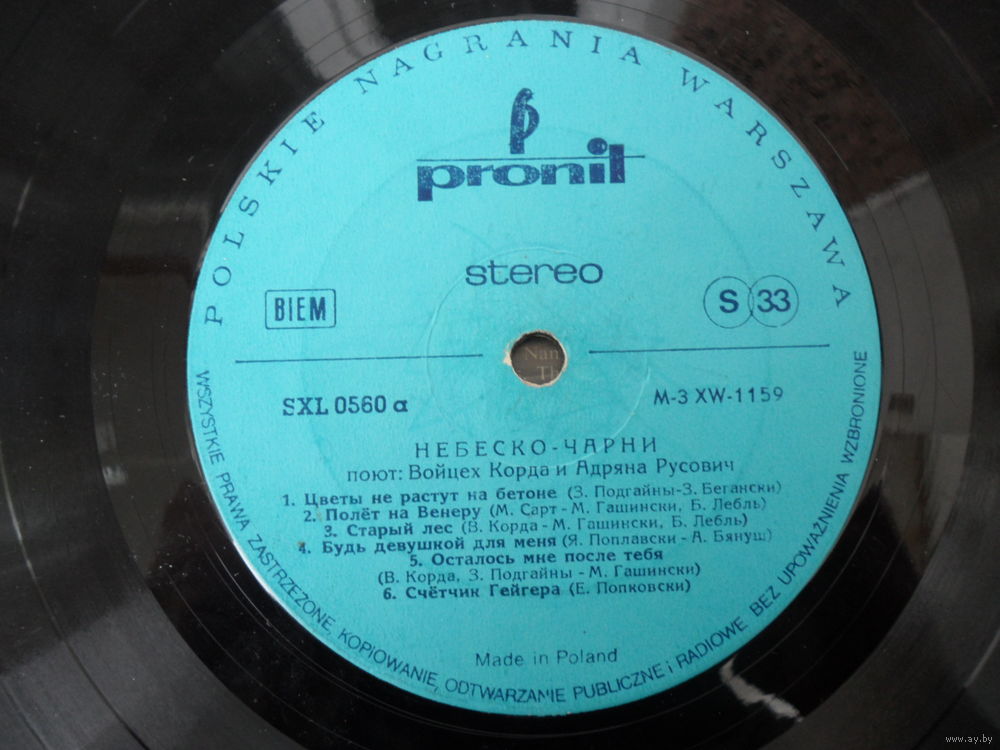 POLSKIE NAGRANIA WARSZAWA
pronit
stereo
BIEM
S 33
SXL 0560 a
M-3 XW-1159
НЕБЕСКО-ЧАРНИ
поют: Войцех Корда и Адряна Русович
1. Цветы не растут на бетоне (З. Подгайны-З. Бегански)
2. Полёт на Венеру (М. Сарт-М. Гашински, Б. Лебль)
3. Старый лес (В. Корда-М. Гашински, Б. Лебль)
4. Будь девушкой для меня (Я. Поплавски-А. Бянуш)
5. Осталось мне после тебя
(В. Корда, З. Подгайны-М. Гашински)
6. Счётчик Гейгера (Е. Попковски)
Made in Poland
WSZYSTKIE PRAWA ZASTRZEŻONE, KOPIOWANIE, ODTWARZANIE PUBLICZNE i RADIOWE BEZ UPOWAŻNIENIA WZBRONIONE
Nan
Th
www.ay.by